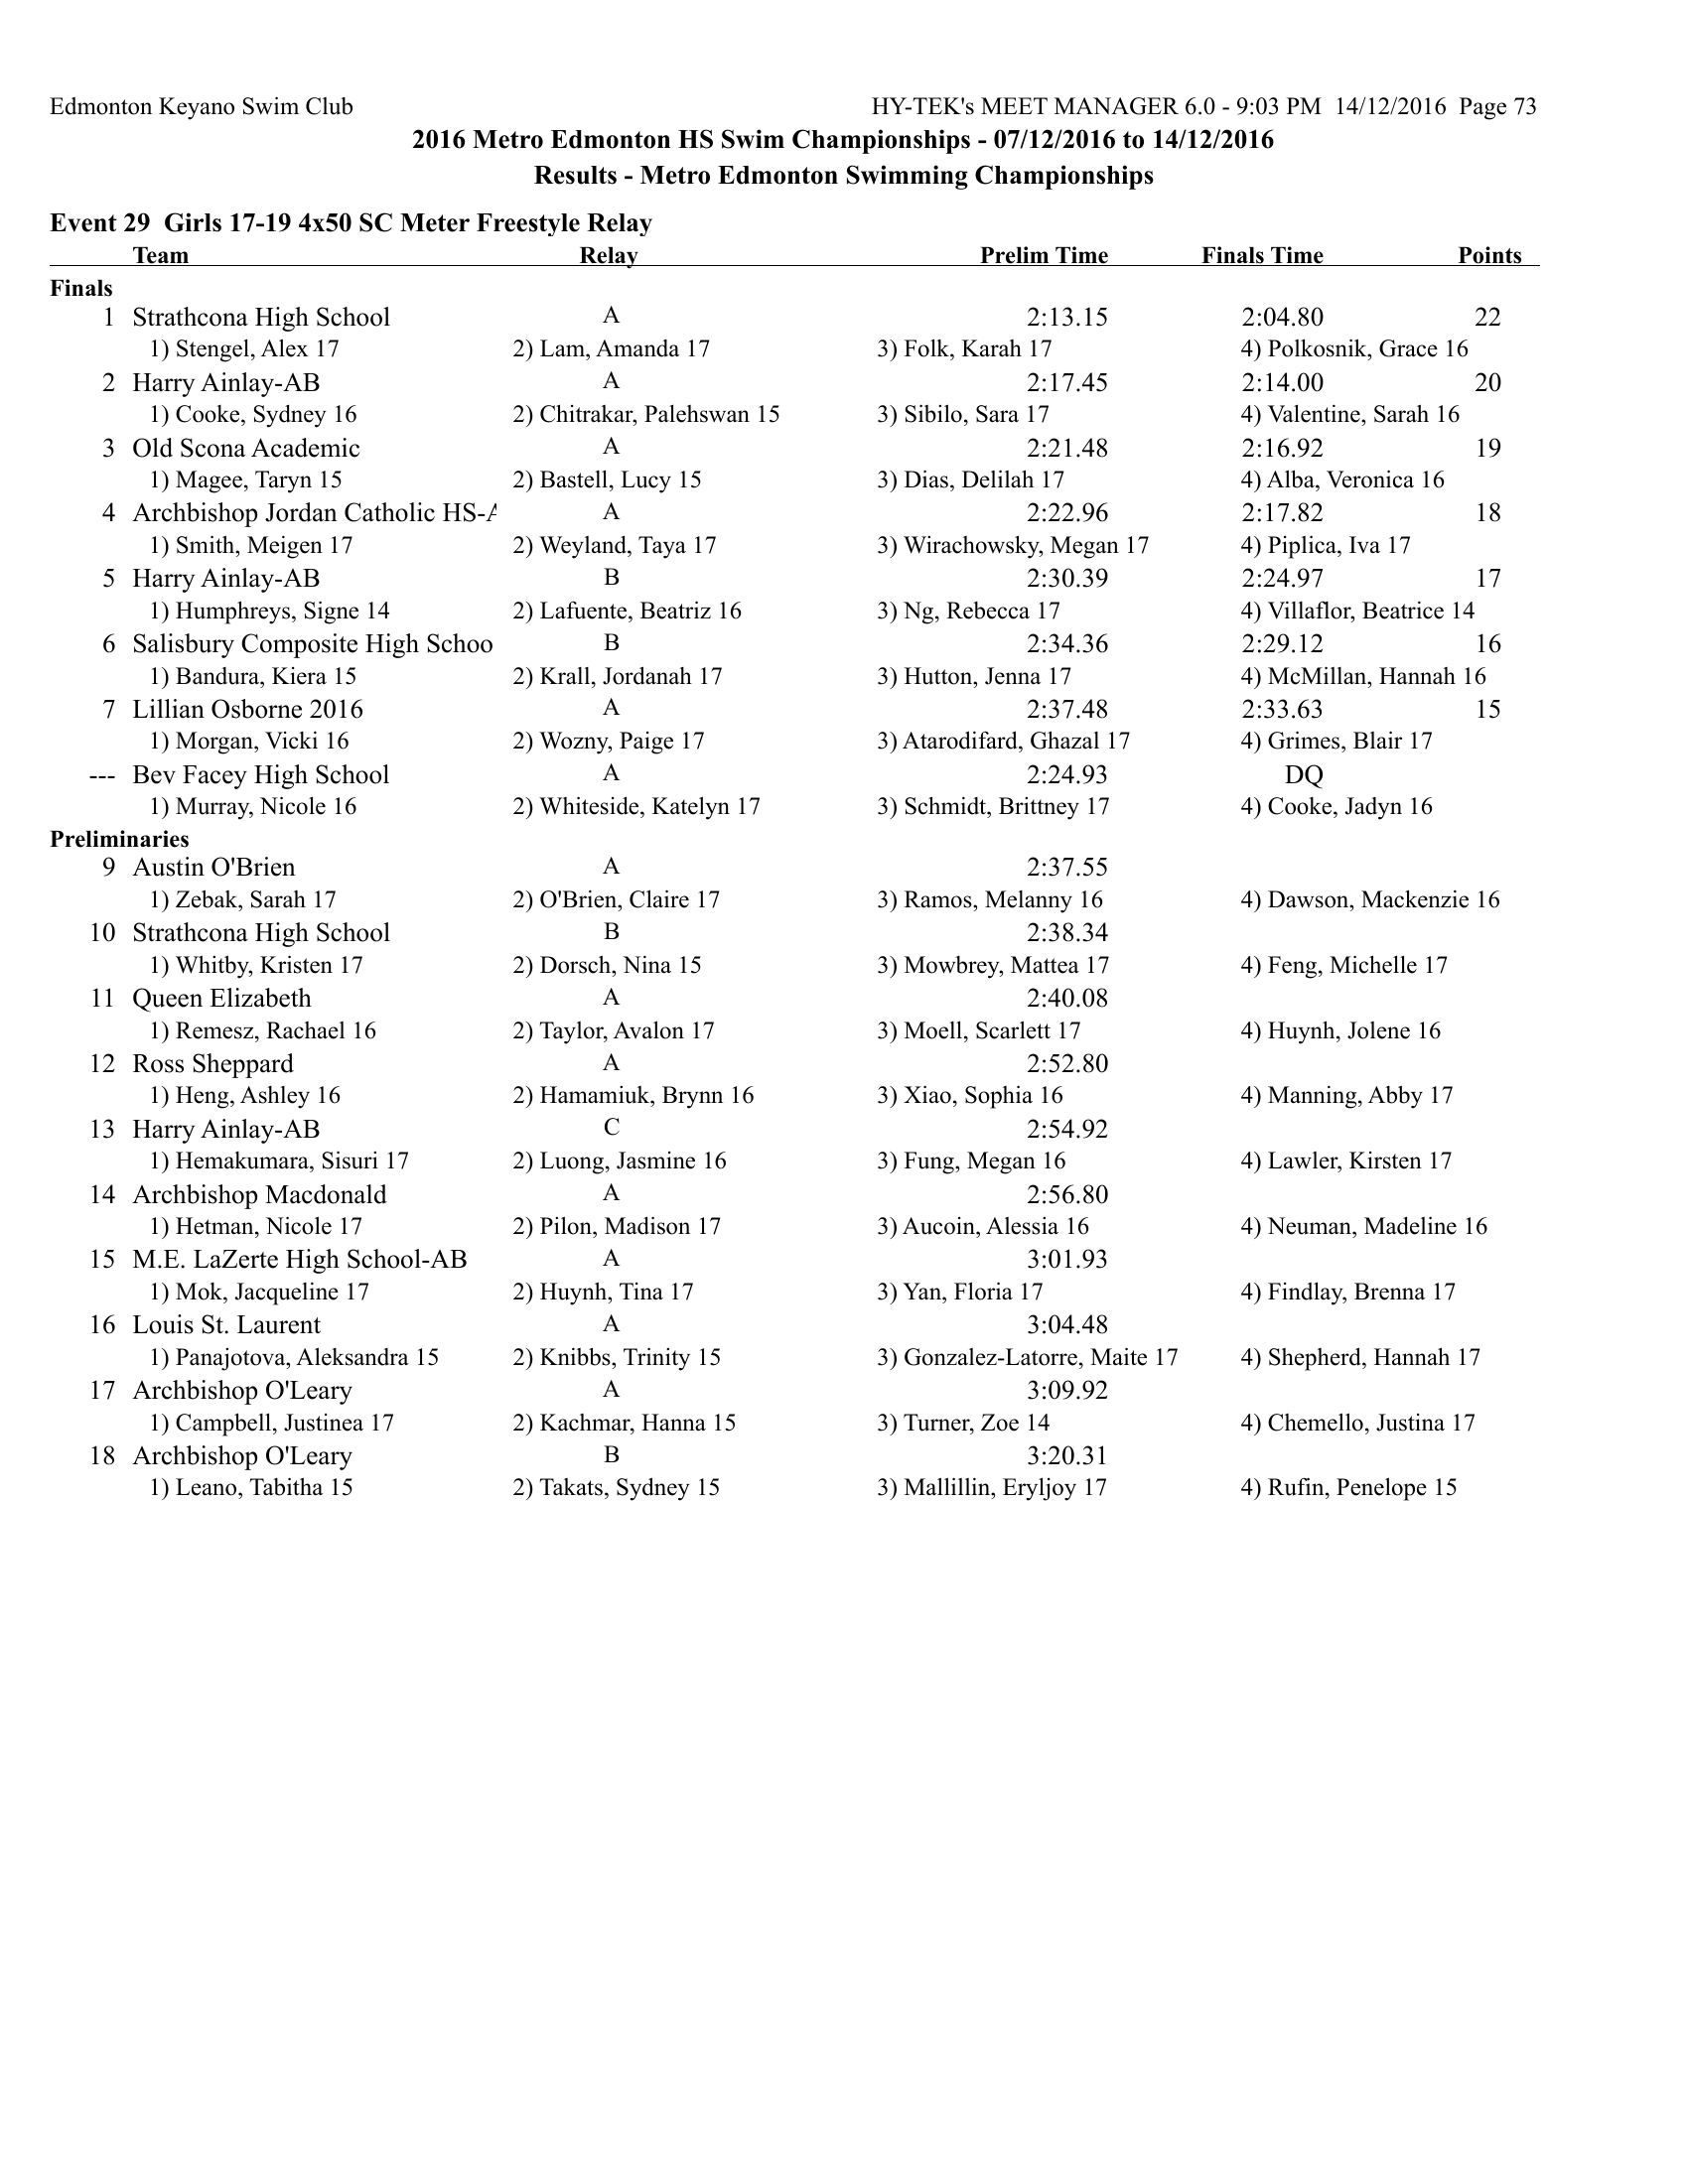 Edmonton Keyano Swim Club HY-TEK's MEET MANAGER 6.0 - 9:03 PM 14/12/2016 Page 73
2016 Metro Edmonton HS Swim Championships - 07/12/2016 to 14/12/2016
Results - Metro Edmonton Swimming Championships
Event 29 Girls 17-19 4x50 SC Meter Freestyle Relay
Team Relay Prelim Time Finals Time Points
Finals
1 Strathcona High School A 2:13.15 2:04.80 22
1) Stengel, Alex 17 2) Lam, Amanda 17 3) Folk, Karah 17 4) Polkosnik, Grace 16
2 Harry Ainlay-AB A 2:17.45 2:14.00 20
1) Cooke, Sydney 16 2) Chitrakar, Palehswan 15 3) Sibilo, Sara 17 4) Valentine, Sarah 16
3 Old Scona Academic A 2:21.48 2:16.92 19
1) Magee, Taryn 15 2) Bastell, Lucy 15 3) Dias, Delilah 17 4) Alba, Veronica 16
4 Archbishop Jordan Catholic HS-A A 2:22.96 2:17.82 18
1) Smith, Meigen 17 2) Weyland, Taya 17 3) Wirachowsky, Megan 17 4) Piplica, Iva 17
5 Harry Ainlay-AB B 2:30.39 2:24.97 17
1) Humphreys, Signe 14 2) Lafuente, Beatriz 16 3) Ng, Rebecca 17 4) Villaflor, Beatrice 14
6 Salisbury Composite High Schoo B 2:34.36 2:29.12 16
1) Bandura, Kiera 15 2) Krall, Jordanah 17 3) Hutton, Jenna 17 4) McMillan, Hannah 16
7 Lillian Osborne 2016 A 2:37.48 2:33.63 15
1) Morgan, Vicki 16 2) Wozny, Paige 17 3) Atarodifard, Ghazal 17 4) Grimes, Blair 17
--- Bev Facey High School A 2:24.93 DQ
1) Murray, Nicole 16 2) Whiteside, Katelyn 17 3) Schmidt, Brittney 17 4) Cooke, Jadyn 16
Preliminaries
9 Austin O'Brien A 2:37.55
1) Zebak, Sarah 17 2) O'Brien, Claire 17 3) Ramos, Melanny 16 4) Dawson, Mackenzie 16
10 Strathcona High School B 2:38.34
1) Whitby, Kristen 17 2) Dorsch, Nina 15 3) Mowbrey, Mattea 17 4) Feng, Michelle 17
11 Queen Elizabeth A 2:40.08
1) Remesz, Rachael 16 2) Taylor, Avalon 17 3) Moell, Scarlett 17 4) Huynh, Jolene 16
12 Ross Sheppard A 2:52.80
1) Heng, Ashley 16 2) Hamamiuk, Brynn 16 3) Xiao, Sophia 16 4) Manning, Abby 17
13 Harry Ainlay-AB C 2:54.92
1) Hemakumara, Sisuri 17 2) Luong, Jasmine 16 3) Fung, Megan 16 4) Lawler, Kirsten 17
14 Archbishop Macdonald A 2:56.80
1) Hetman, Nicole 17 2) Pilon, Madison 17 3) Aucoin, Alessia 16 4) Neuman, Madeline 16
15 M.E. LaZerte High School-AB A 3:01.93
1) Mok, Jacqueline 17 2) Huynh, Tina 17 3) Yan, Floria 17 4) Findlay, Brenna 17
16 Louis St. Laurent A 3:04.48
1) Panajotova, Aleksandra 15 2) Knibbs, Trinity 15 3) Gonzalez-Latorre, Maite 17 4) Shepherd, Hannah 17
17 Archbishop O'Leary A 3:09.92
1) Campbell, Justinea 17 2) Kachmar, Hanna 15 3) Turner, Zoe 14 4) Chemello, Justina 17
18 Archbishop O'Leary B 3:20.31
1) Leano, Tabitha 15 2) Takats, Sydney 15 3) Mallillin, Eryljoy 17 4) Rufin, Penelope 15